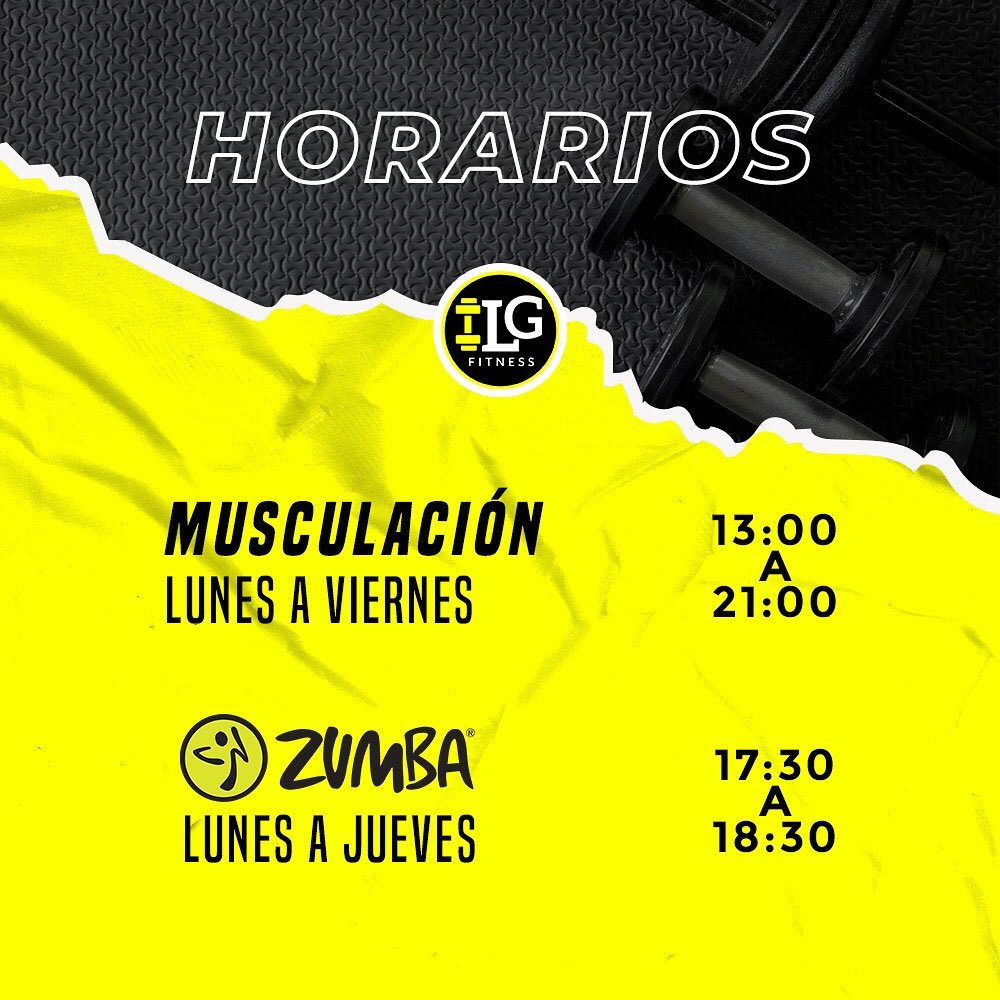 HORARIOS
LG
FITNESS
MUSCULACIÓN
LUNES A VIERNES
13:00
A
21:00
ZUMBA®
LUNES A JUEVES
17:30
A
18:30